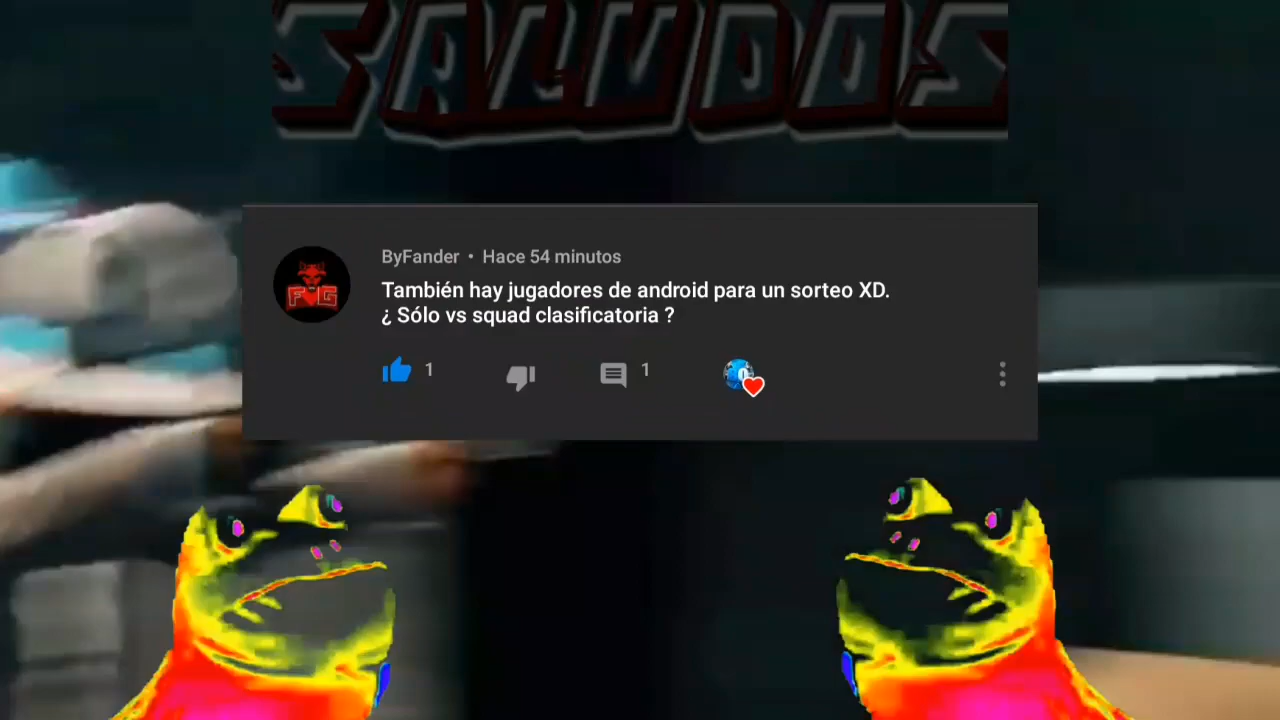 SALUDOS
ByFander • Hace 54 minutos
También hay jugadores de android para un sorteo XD.
¿ Sólo vs squad clasificatoria ?
1
1
FVG